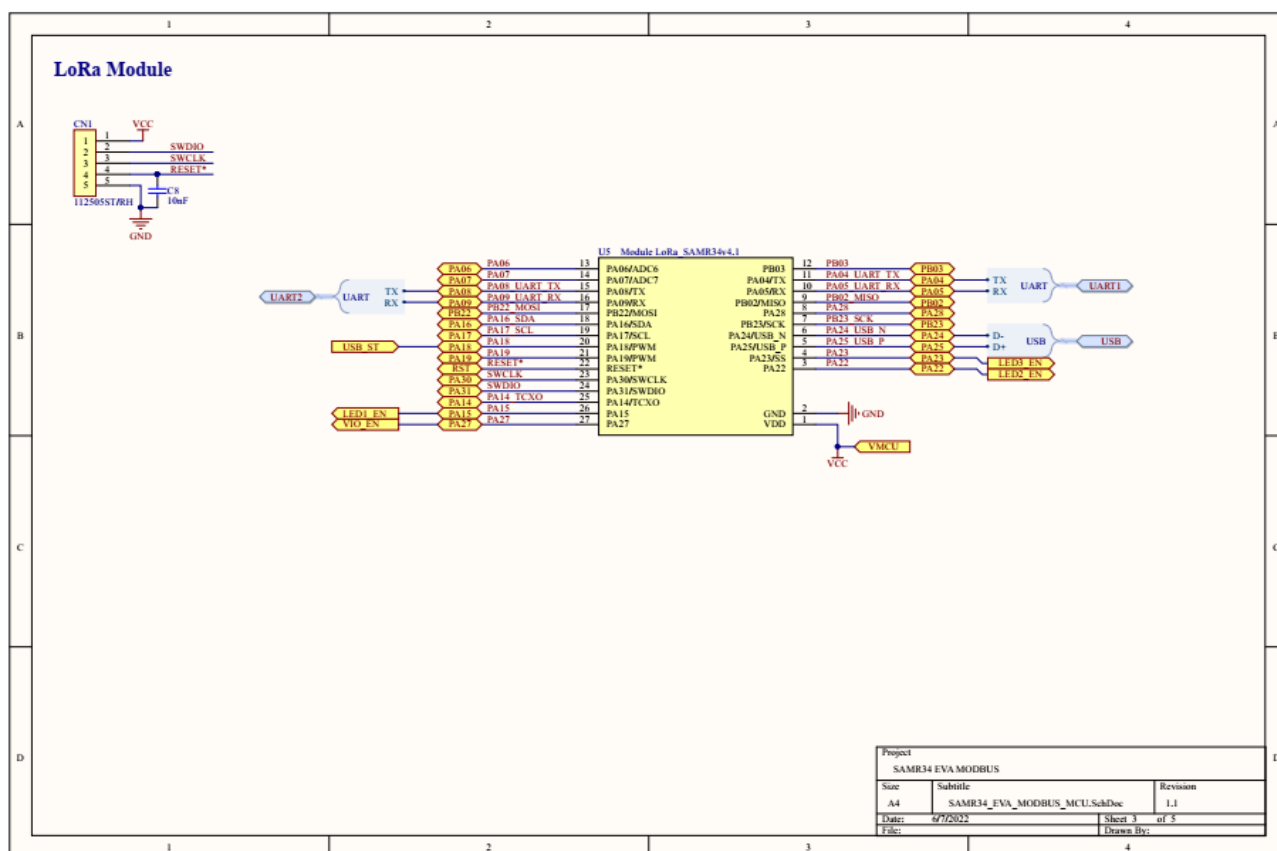 1 2 3 4
LoRa Module
A A
CN1
VCC
1 1
2 2 SWDIO
3 3 SWCLK
4 4 RESET*
5 5
C8
10nF
112505ST/RH
GND
U5 Module LoRa_SAMR34v4.1
PA06 PA06 13 PA06/ADC6 PB03 12 PB03 PB03
PA07 PA07 14 PA07/ADC7 PA04/TX 11 PA04_UART_TX PA04 TX
UART2 UART TX PA08 PA08_UART_TX 15 PA08/TX PA05/RX 10 PA05_UART_RX PA05 RX UART UART1
RX PA09 PA09_UART_RX 16 PA09/RX PB02/MISO 9 PB02_MISO PB02
PB22 PB22_MOSI 17 PB22/MOSI PA28 8 PA28 PA28
PA16 PA16_SDA 18 PA16/SDA PB23/SCK 7 PB23_SCK PB23
B B
PA17 PA17_SCL 19 PA17/SCL PA24/USB_N 6 PA24_USB_N PA24 D- USB USB
USB_ST PA18 PA18 20 PA18/PWM PA25/USB_P 5 PA25_USB_P PA25 D+
PA19 PA19 21 PA19/PWM PA23/SS 4 PA23 PA23 LED3_EN
RST RESET* 22 RESET* PA22 3 PA22 PA22 LED2_EN
PA30 SWCLK 23 PA30/SWCLK
PA31 SWDIO 24 PA31/SWDIO
PA14 PA14_TCXO 25 PA14/TCXO
LED1_EN PA15 PA15 26 PA15 GND 2 GND
VIO_EN PA27 PA27 27 PA27 VDD 1
VMCU
VCC
C C
D D
Project
SAMR34 EVA MODBUS
Size Subtitle Revision
A4 SAMR34_EVA_MODBUS_MCU.SchDoc 1.1
Date: 6/7/2022 Sheet 3 of 5
File: Drawn By:
1 2 3 4